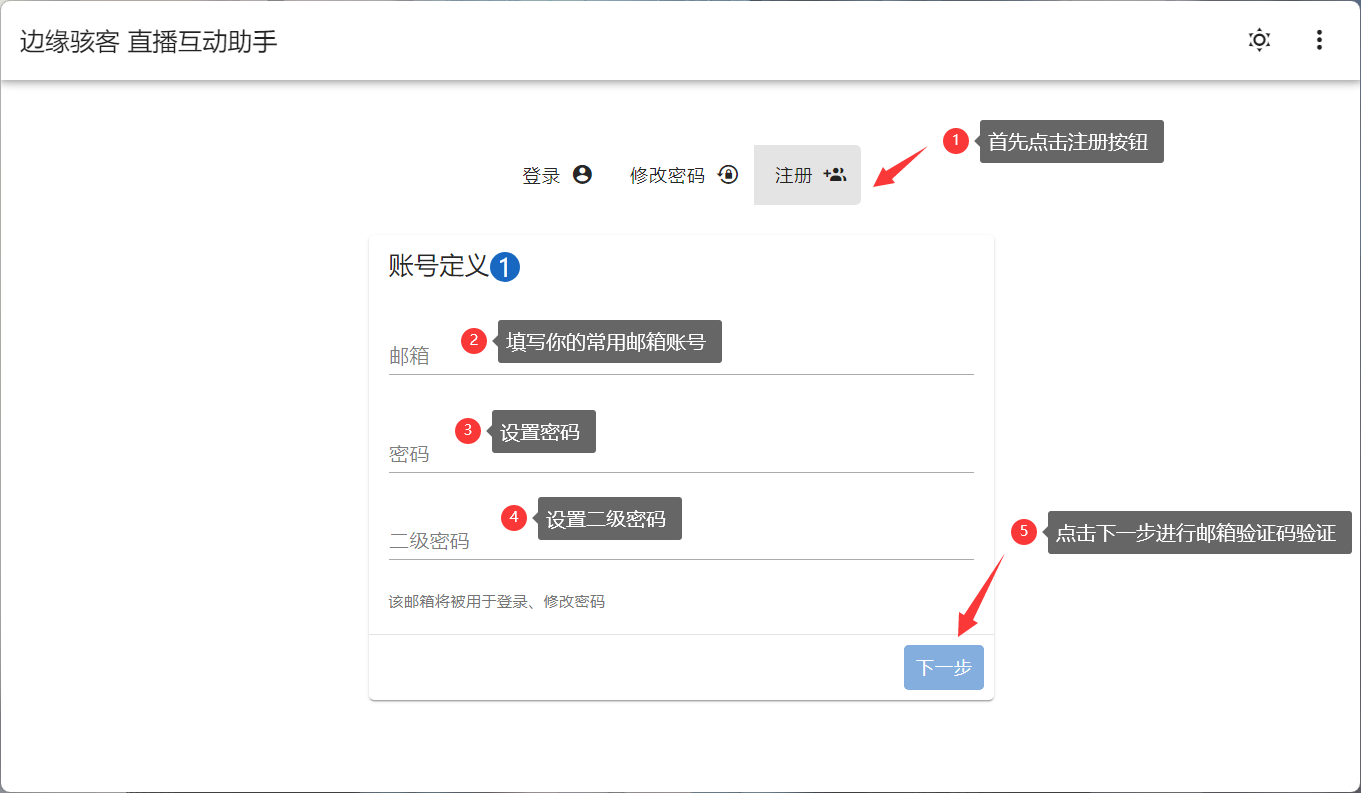 边缘骇客 直播互动助手
1 首先点击注册按钮
登录 修改密码 注册
账号定义1
2 填写你的常用邮箱账号
邮箱
3 设置密码
密码
4 设置二级密码
二级密码
5 点击下一步进行邮箱验证码验证
该邮箱将被用于登录、修改密码
下一步